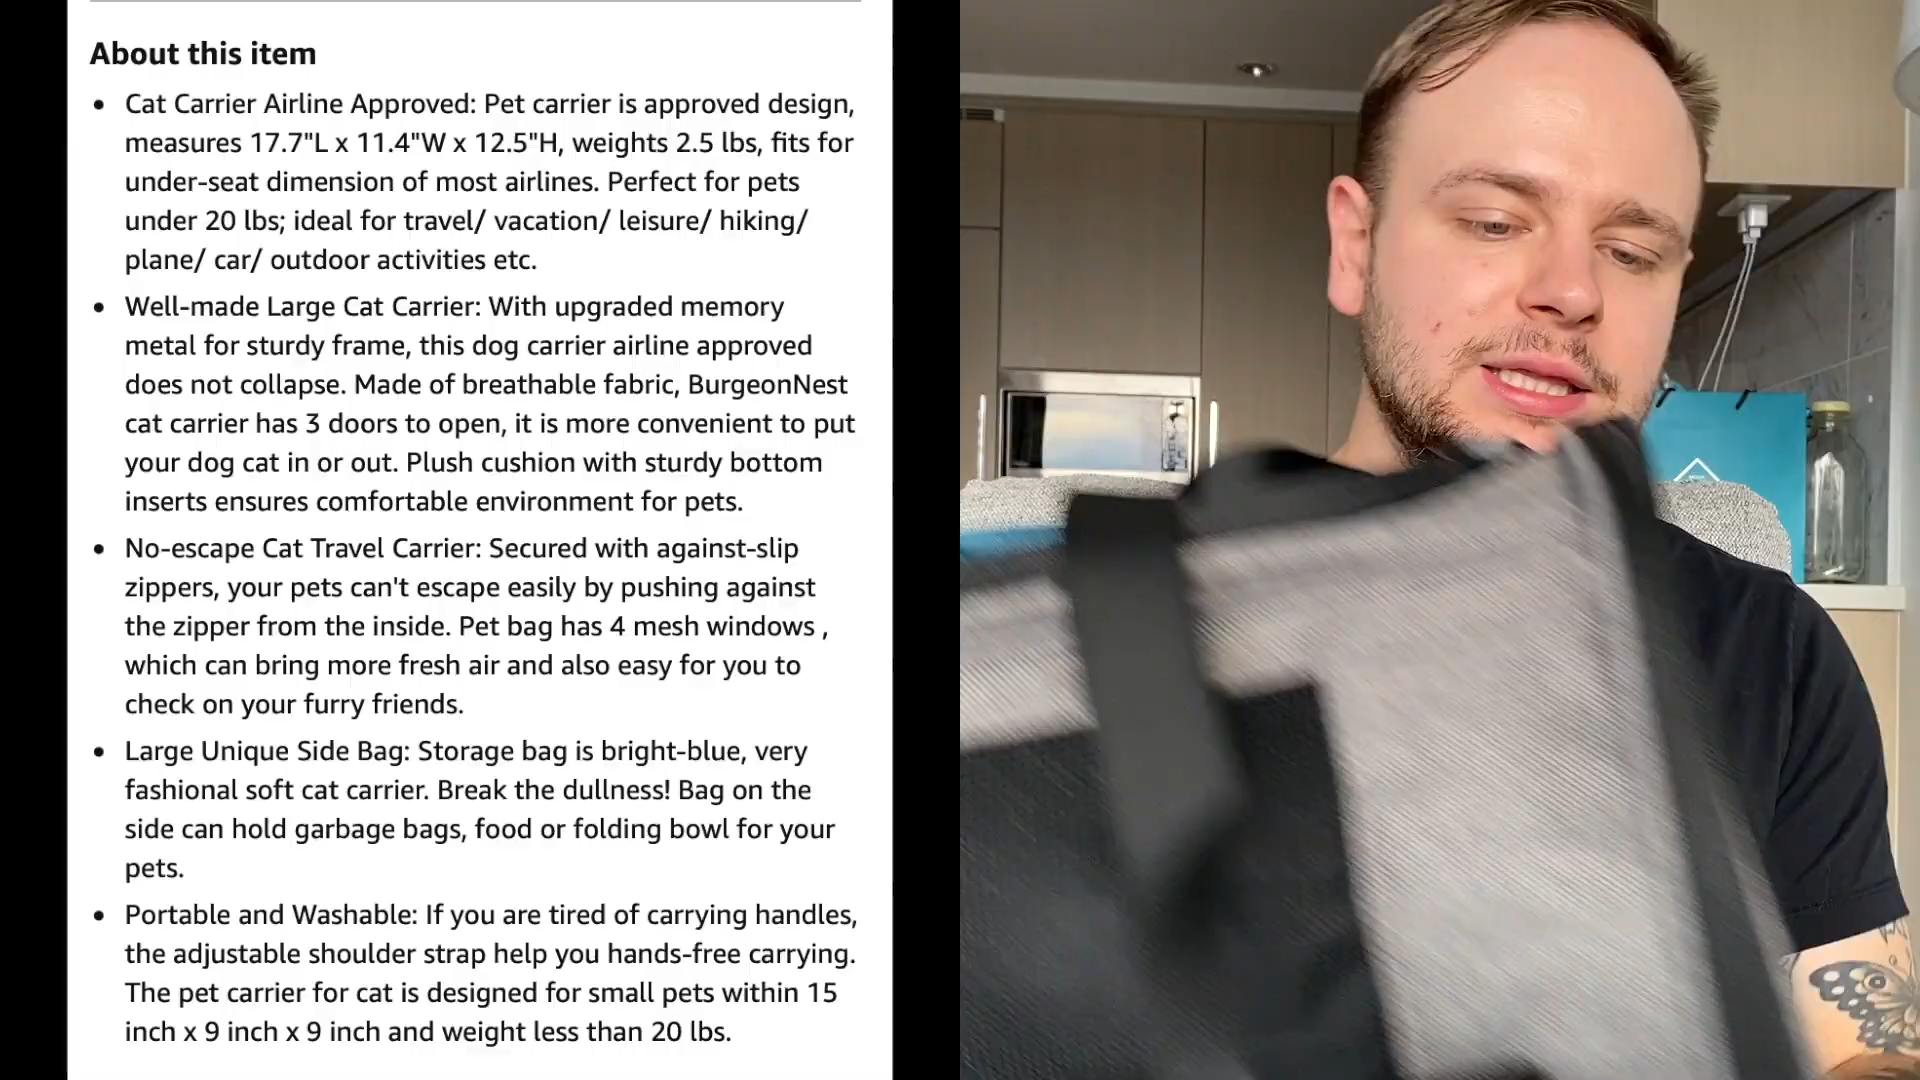 About this item
• Cat Carrier Airline Approved: Pet carrier is approved design,
measures 17.7"L x 11.4"W x 12.5"H, weights 2.5 lbs, fits for
under-seat dimension of most airlines. Perfect for pets
under 20 lbs; ideal for travel/ vacation/ leisure/ hiking/
plane/ car/ outdoor activities etc.
• Well-made Large Cat Carrier: With upgraded memory
metal for sturdy frame, this dog carrier airline approved
does not collapse. Made of breathable fabric, BurgeonNest
cat carrier has 3 doors to open, it is more convenient to put
your dog cat in or out. Plush cushion with sturdy bottom
inserts ensures comfortable environment for pets.
• No-escape Cat Travel Carrier: Secured with against-slip
zippers, your pets can't escape easily by pushing against
the zipper from the inside. Pet bag has 4 mesh windows ,
which can bring more fresh air and also easy for you to
check on your furry friends.
• Large Unique Side Bag: Storage bag is bright-blue, very
fashional soft cat carrier. Break the dullness! Bag on the
side can hold garbage bags, food or folding bowl for your
pets.
• Portable and Washable: If you are tired of carrying handles,
the adjustable shoulder strap help you hands-free carrying.
The pet carrier for cat is designed for small pets within 15
inch x 9 inch x 9 inch and weight less than 20 lbs.